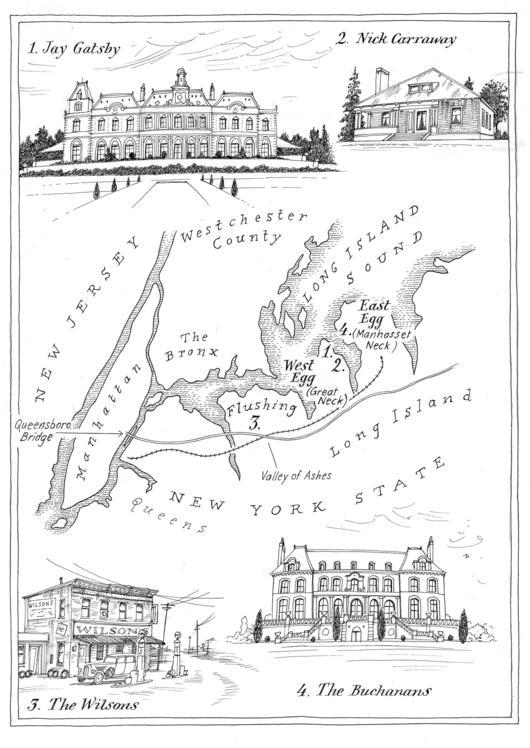 1. Jay Gatsby
2. Nick Carraway
Westchester
County
LONG ISLAND
SOUND
NEW JERSEY
East
Egg
4. (Manhasset
Neck)
The
Bronx
1.
2.
West
Egg
(Great
Neck)
Manhattan
Flushing
3.
Queensboro
Bridge
Long Island
Valley of Ashes
NEW YORK STATE
Queens
WILSON'S
WILSON'S
3. The Wilsons
4. The Buchanans